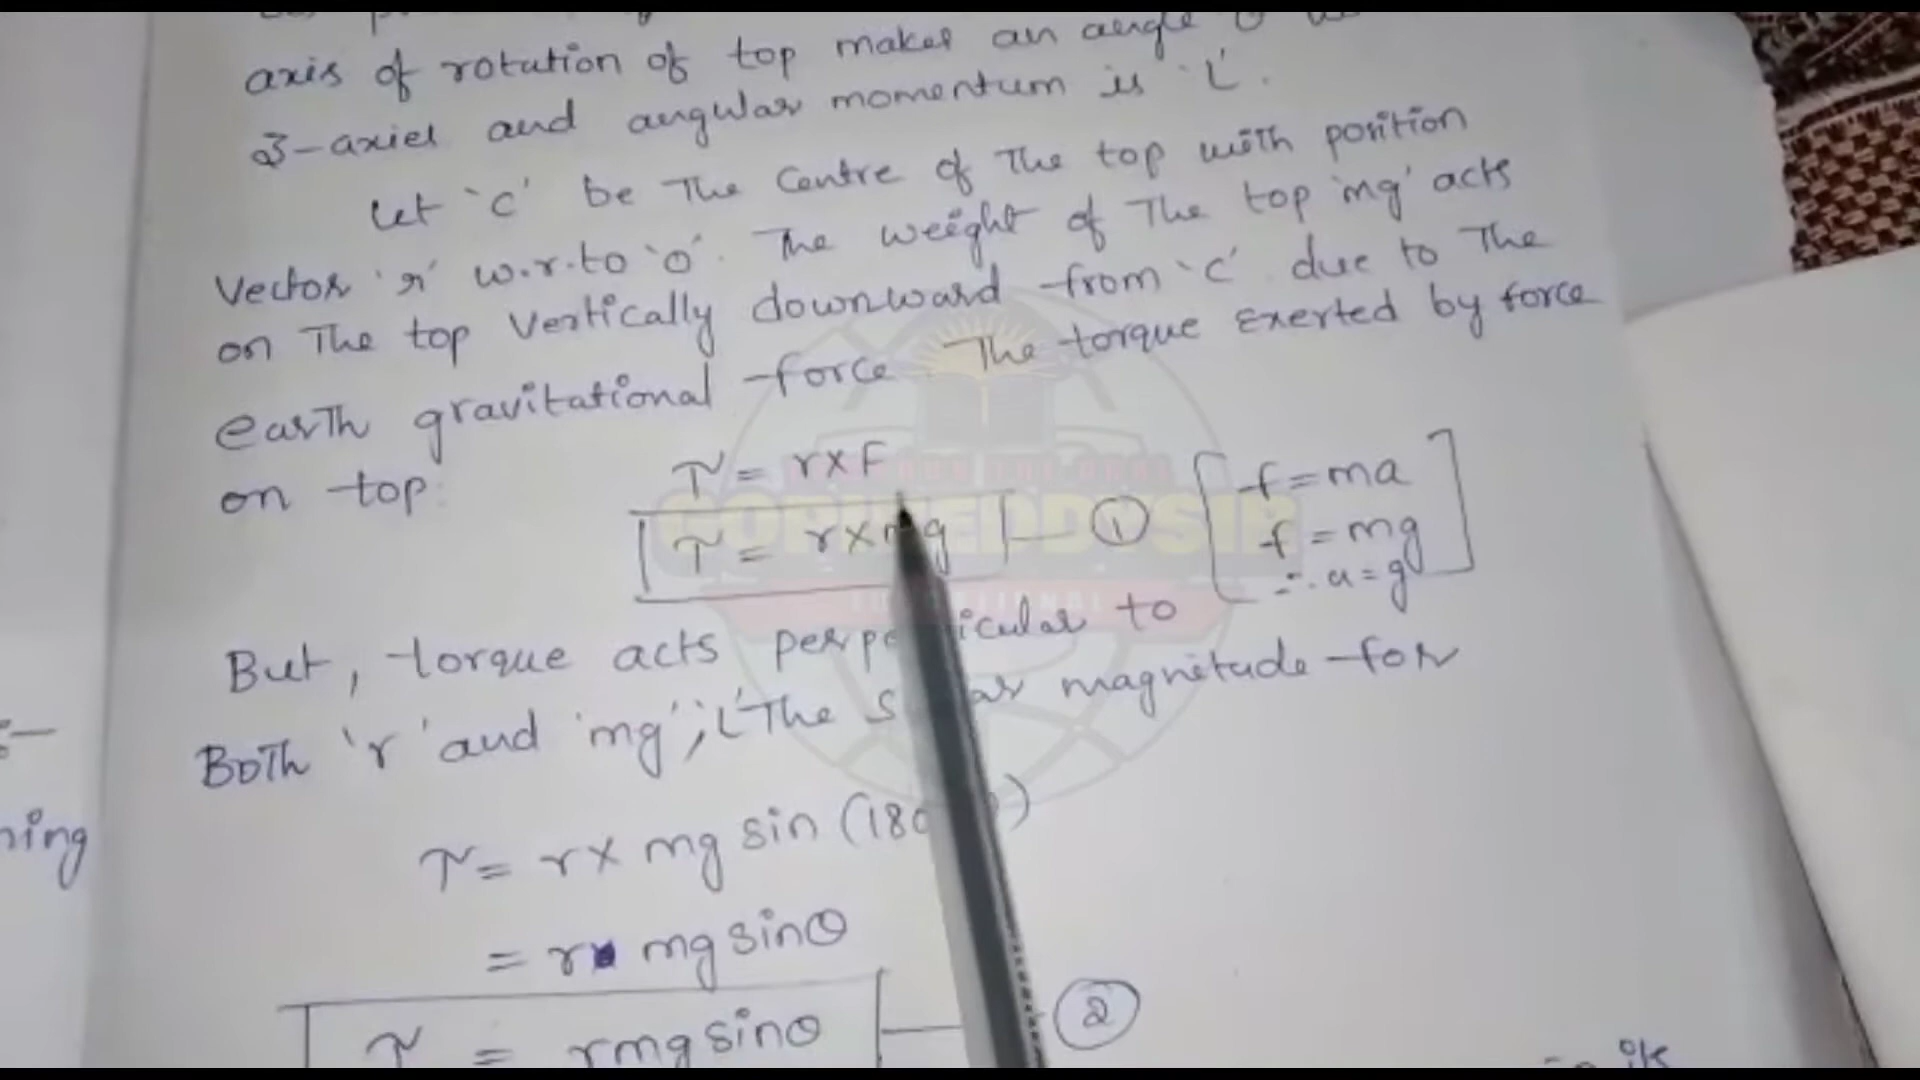 axis of rotation of top makes an angle θ
z-axis and angular momentum is 'L'.
Let 'c' be The Centre of The top with position
Vector 'r' w.r.to 'o'. The weight of The top 'mg' acts
on The top Vertically downward from 'c' due to The
earth gravitational force. The torque exerted by force
on top:
τ = r×F
τ = r×mg — ① [ f=ma
f=mg
∴ a=g ]
But, torque acts perpendicular to
Both 'r' and 'mg'; The scalar magnitude for
τ = r× mg sin (180
= r mg sinθ
τ = rmg sinθ — ②
ning